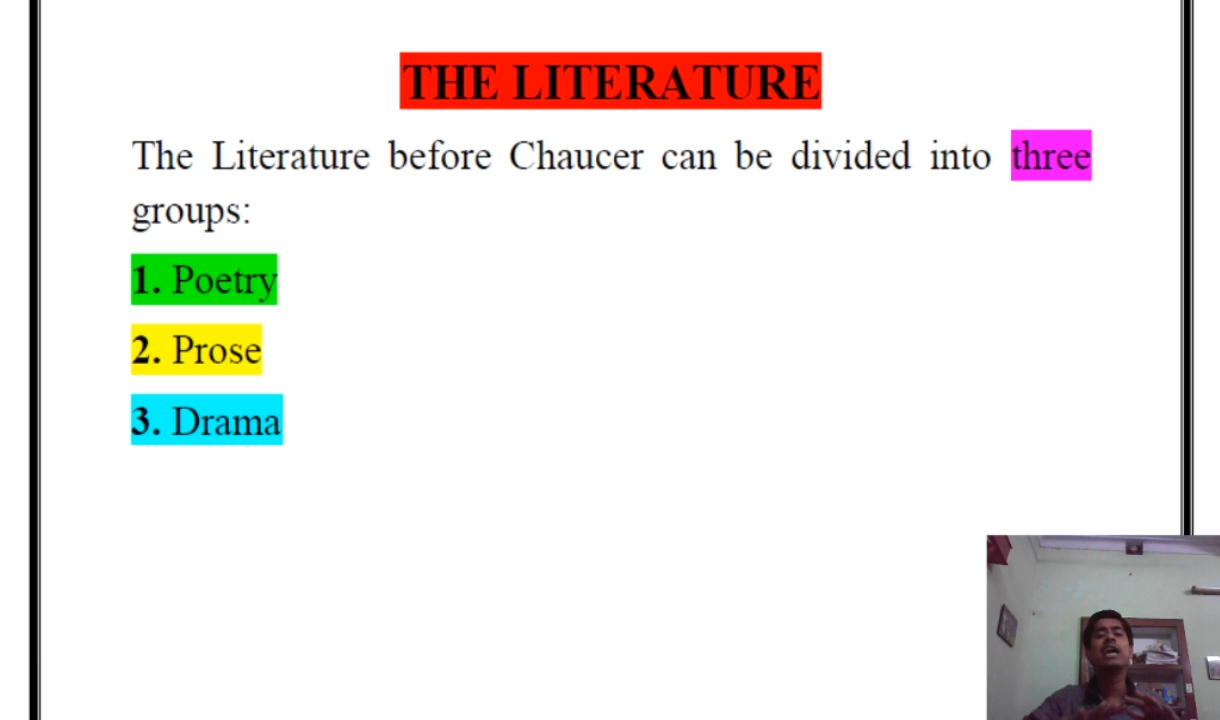 THE LITERATURE
The Literature before Chaucer can be divided into three
groups:
1. Poetry
2. Prose
3. Drama